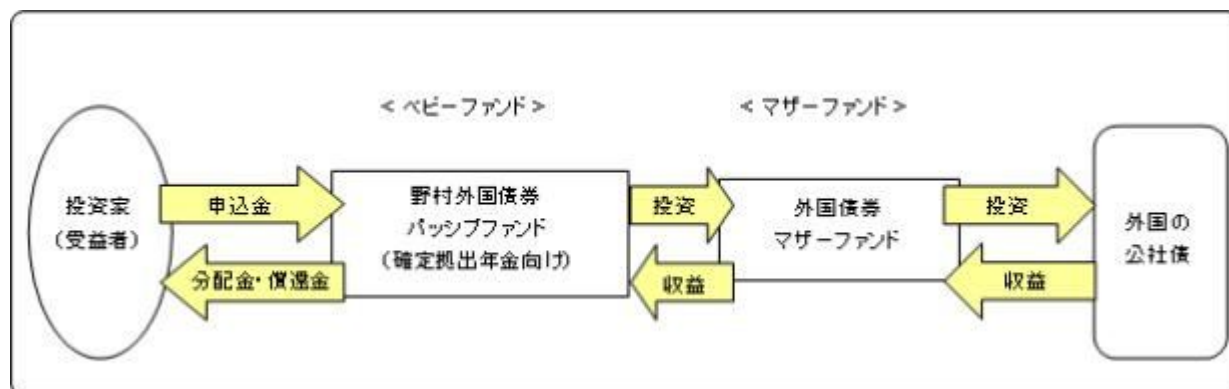 ＜ベビーファンド＞
＜マザーファンド＞
投資家
（受益者）
申込金
分配金・償還金
野村外国債券
パッシブファンド
（確定拠出年金向け）
投資
収益
外国債券
マザーファンド
投資
収益
外国の
公社債